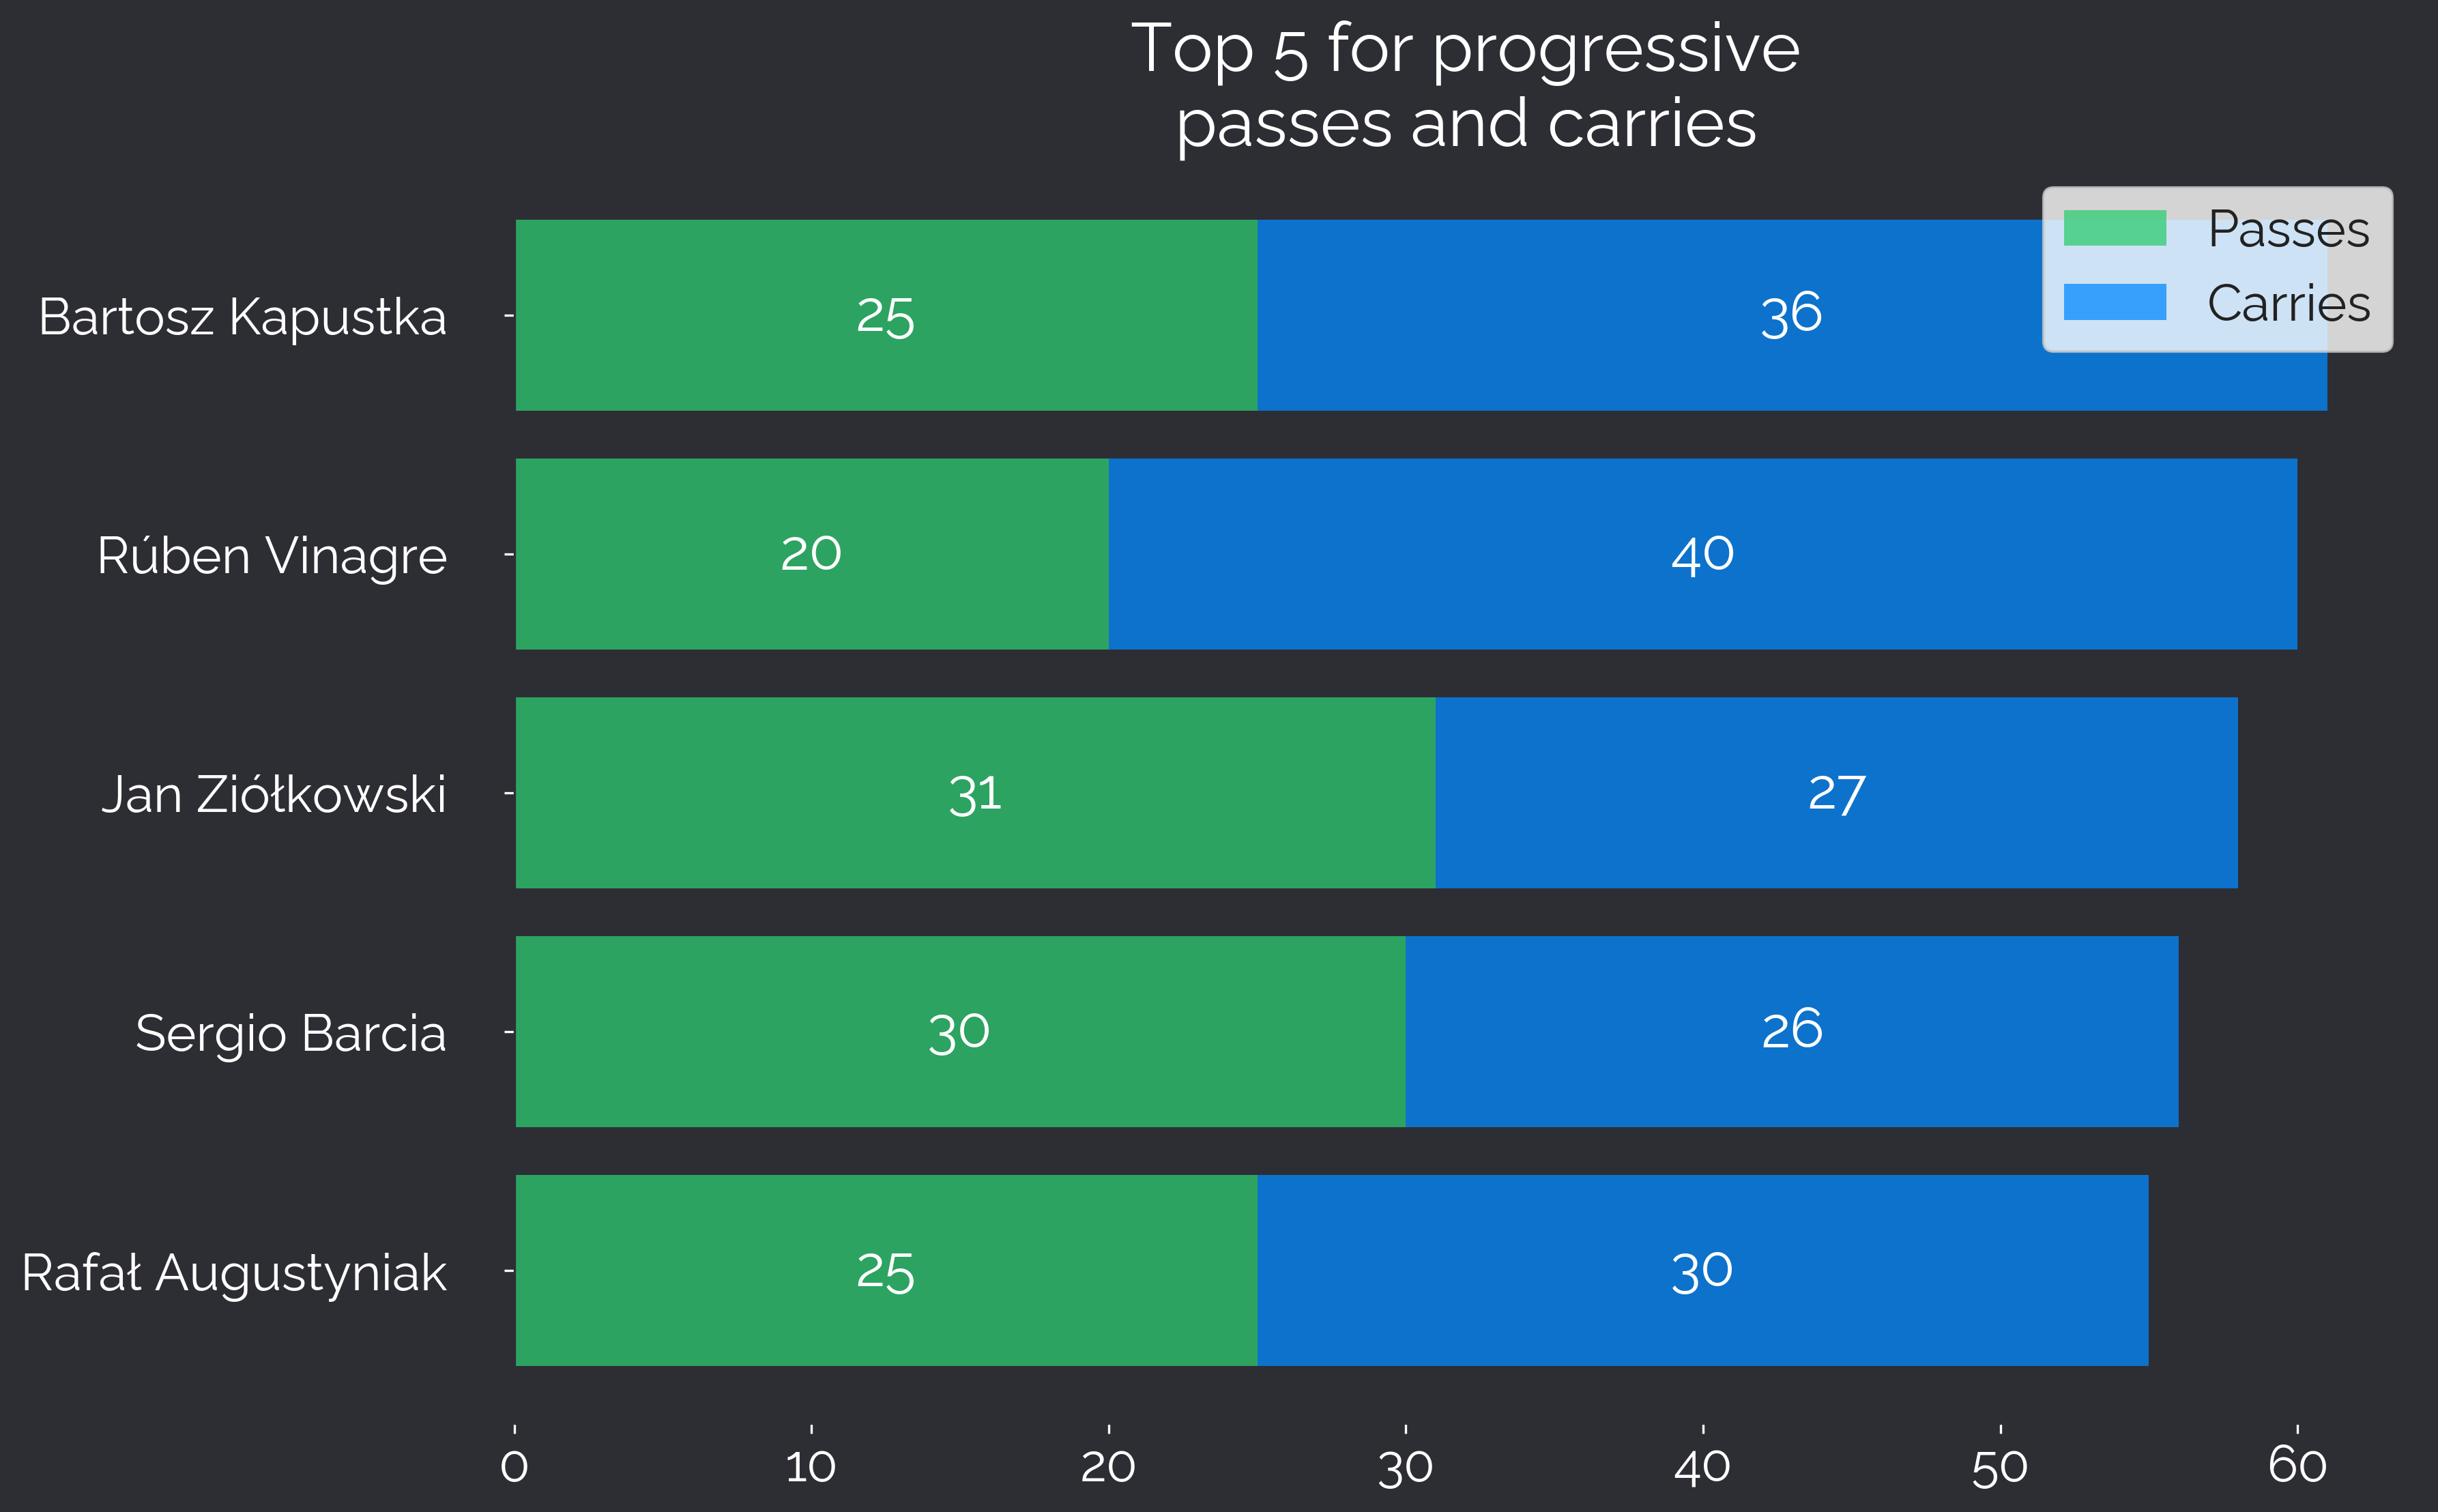 Top 5 for progressive
passes and carries
Passes
Carries
Bartosz Kapustka
25
36
Rúben Vinagre
20
40
Jan Ziółkowski
31
27
Sergio Barcia
30
26
Rafał Augustyniak
25
30
0 10 20 30 40 50 60